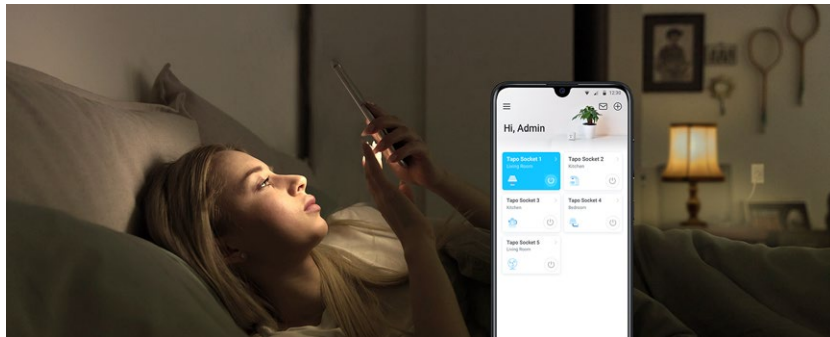 12:30
Hi, Admin
Tapo Socket 1
Living Room
Tapo Socket 2
Kitchen
Tapo Socket 3
Kitchen
Tapo Socket 4
Bedroom
Tapo Socket 5
Living Room